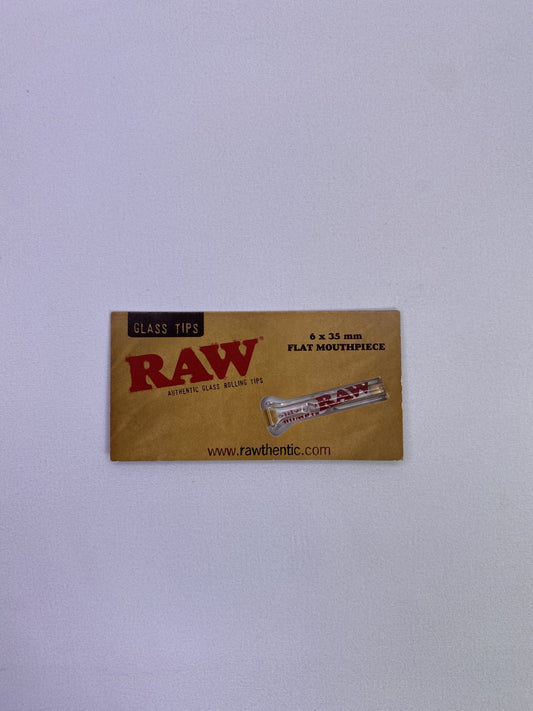 GLASS TIPS
RAW®
AUTHENTIC GLASS ROLLING TIPS
6 x 35 mm
FLAT MOUTHPIECE
RAW
www.rawthentic.com